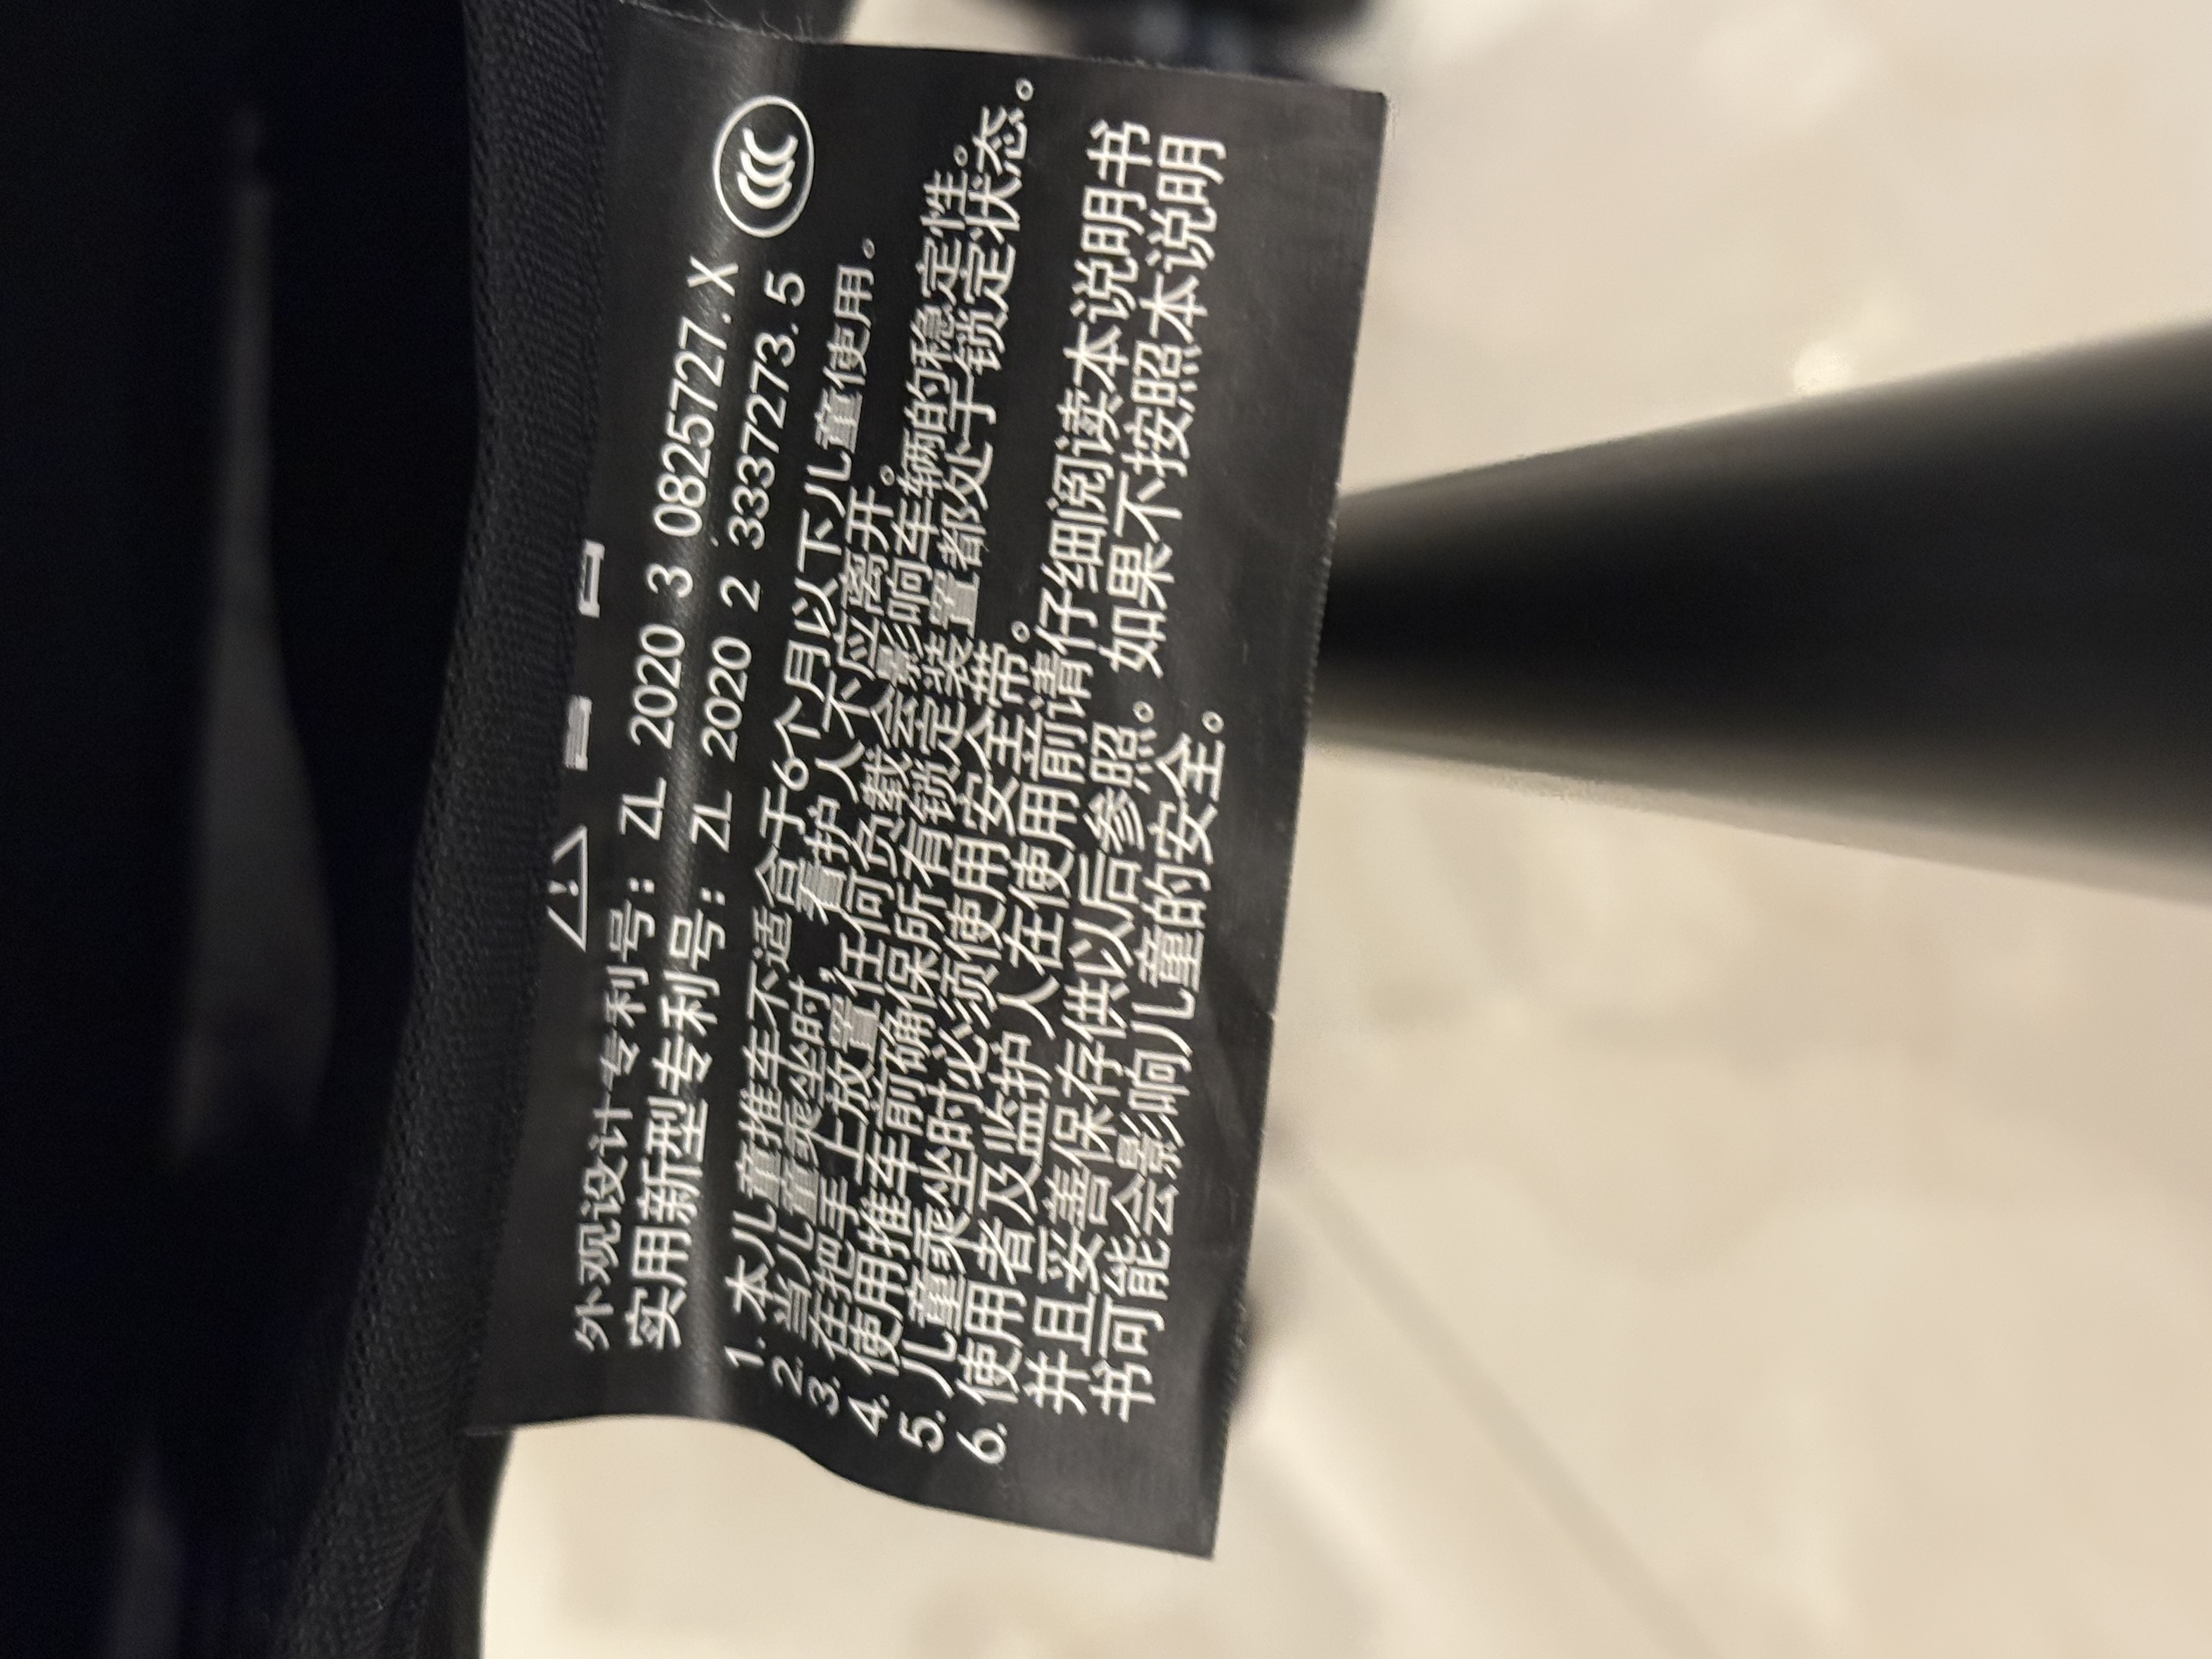 外观设计专利号：ZL 2020 3 0825727.X
实用新型专利号：ZL 2020 2 3337273.5
1. 本儿童推车不适合于6个月以下儿童使用。
2. 当儿童乘坐时，看护人不应离开。
3. 在把手上放置任何负载会影响车辆的稳定性。
4. 使用推车前确保所有锁定装置都处于锁定状态。
5. 儿童乘坐时必须使用安全带。
6. 使用者及监护人在使用前请仔细阅读本说明书
并且妥善保存供以后参照。如果不按照本说明
书可能会影响儿童的安全。